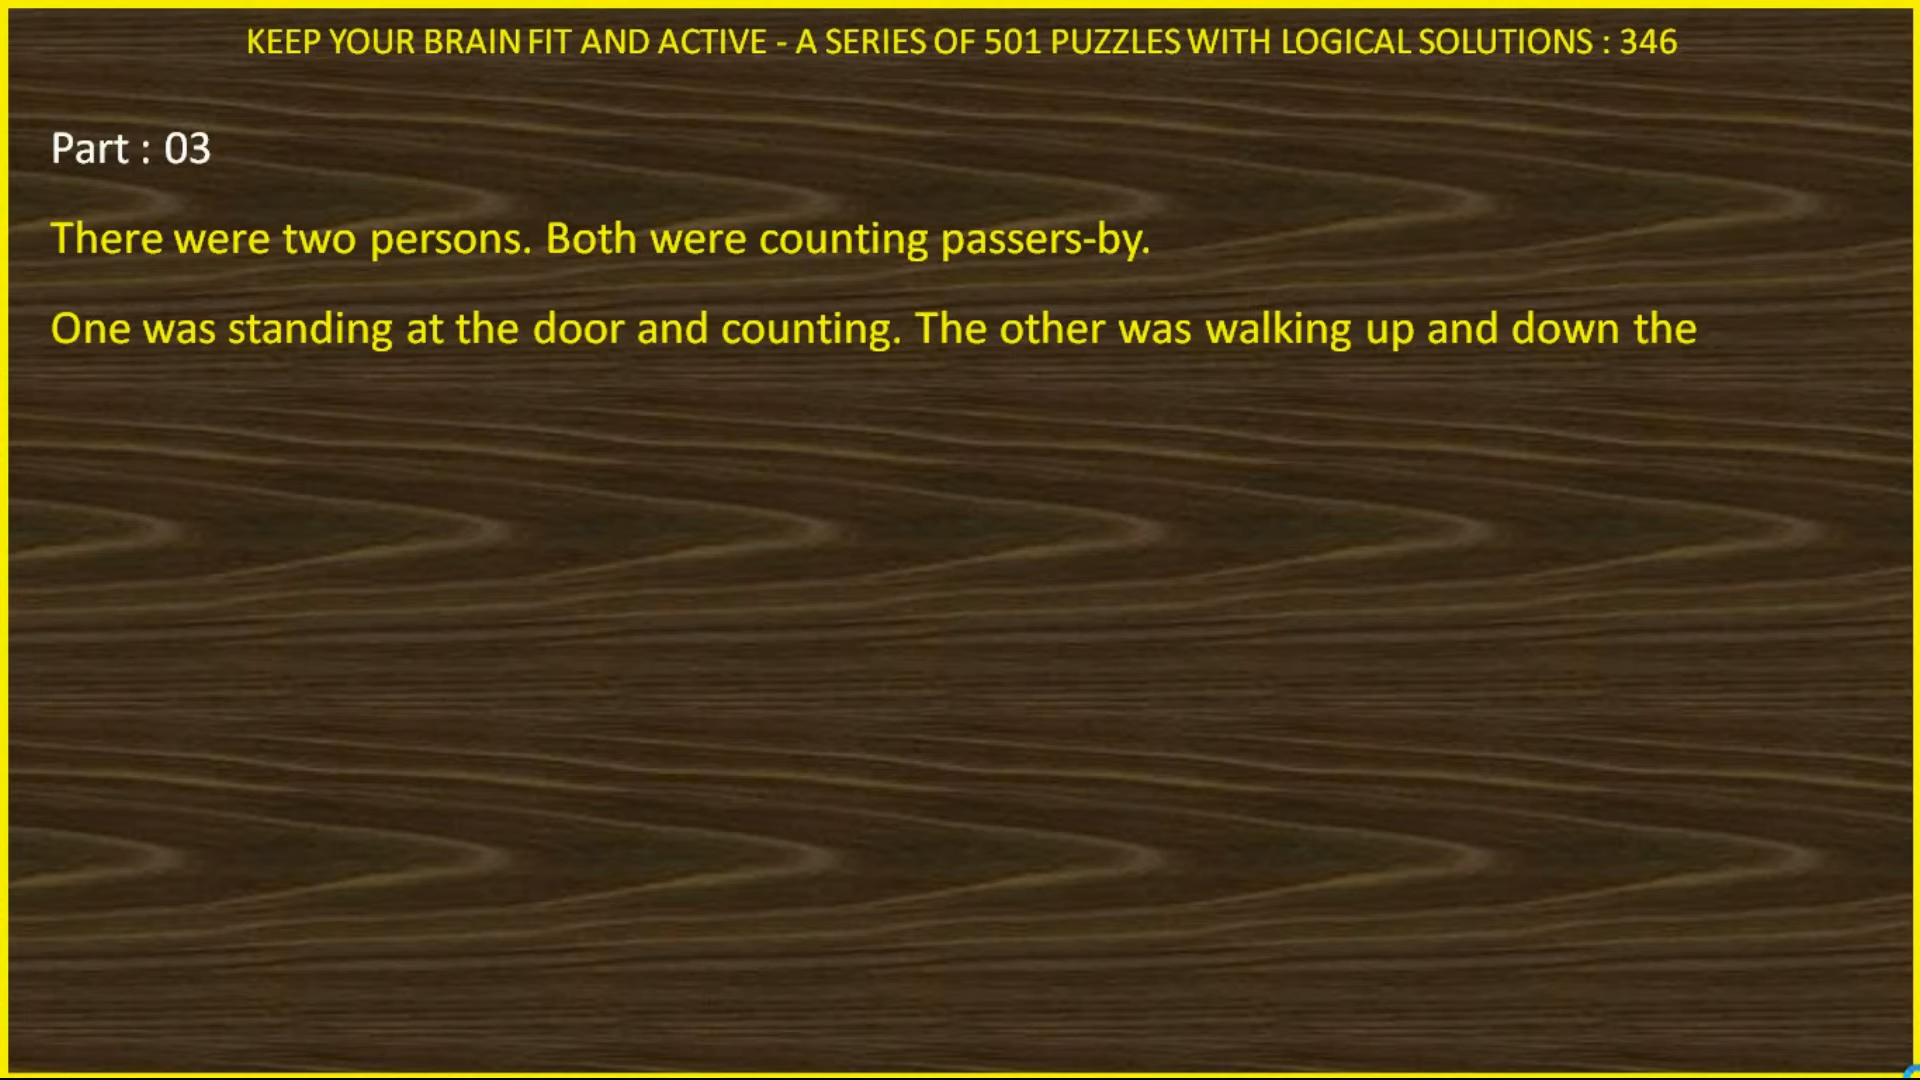 KEEP YOUR BRAIN FIT AND ACTIVE - A SERIES OF 501 PUZZLES WITH LOGICAL SOLUTIONS : 346
Part : 03
There were two persons. Both were counting passers-by.
One was standing at the door and counting. The other was walking up and down the